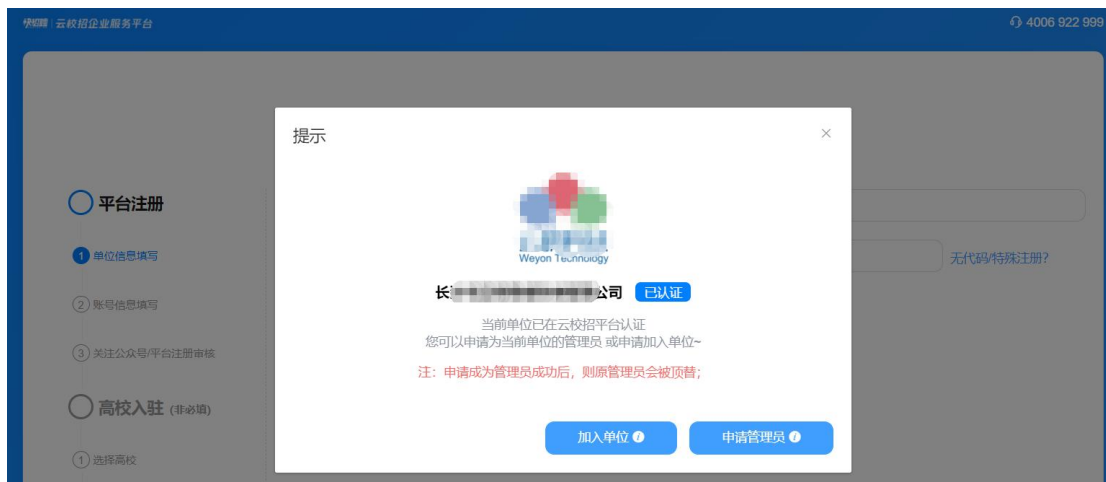 云校招企业服务平台
4006 922 999
提示
平台注册
1 单位信息填写
无代码/特殊注册?
Weyon Technology
长 公司 已认证
2 账号信息填写
当前单位已在云校招平台认证
您可以申请为当前单位的管理员 或申请加入单位~
3 关注公众号/平台注册审核
注：申请成为管理员成功后，则原管理员会被顶替；
高校入驻 (非必填)
加入单位 申请管理员
1 选择高校